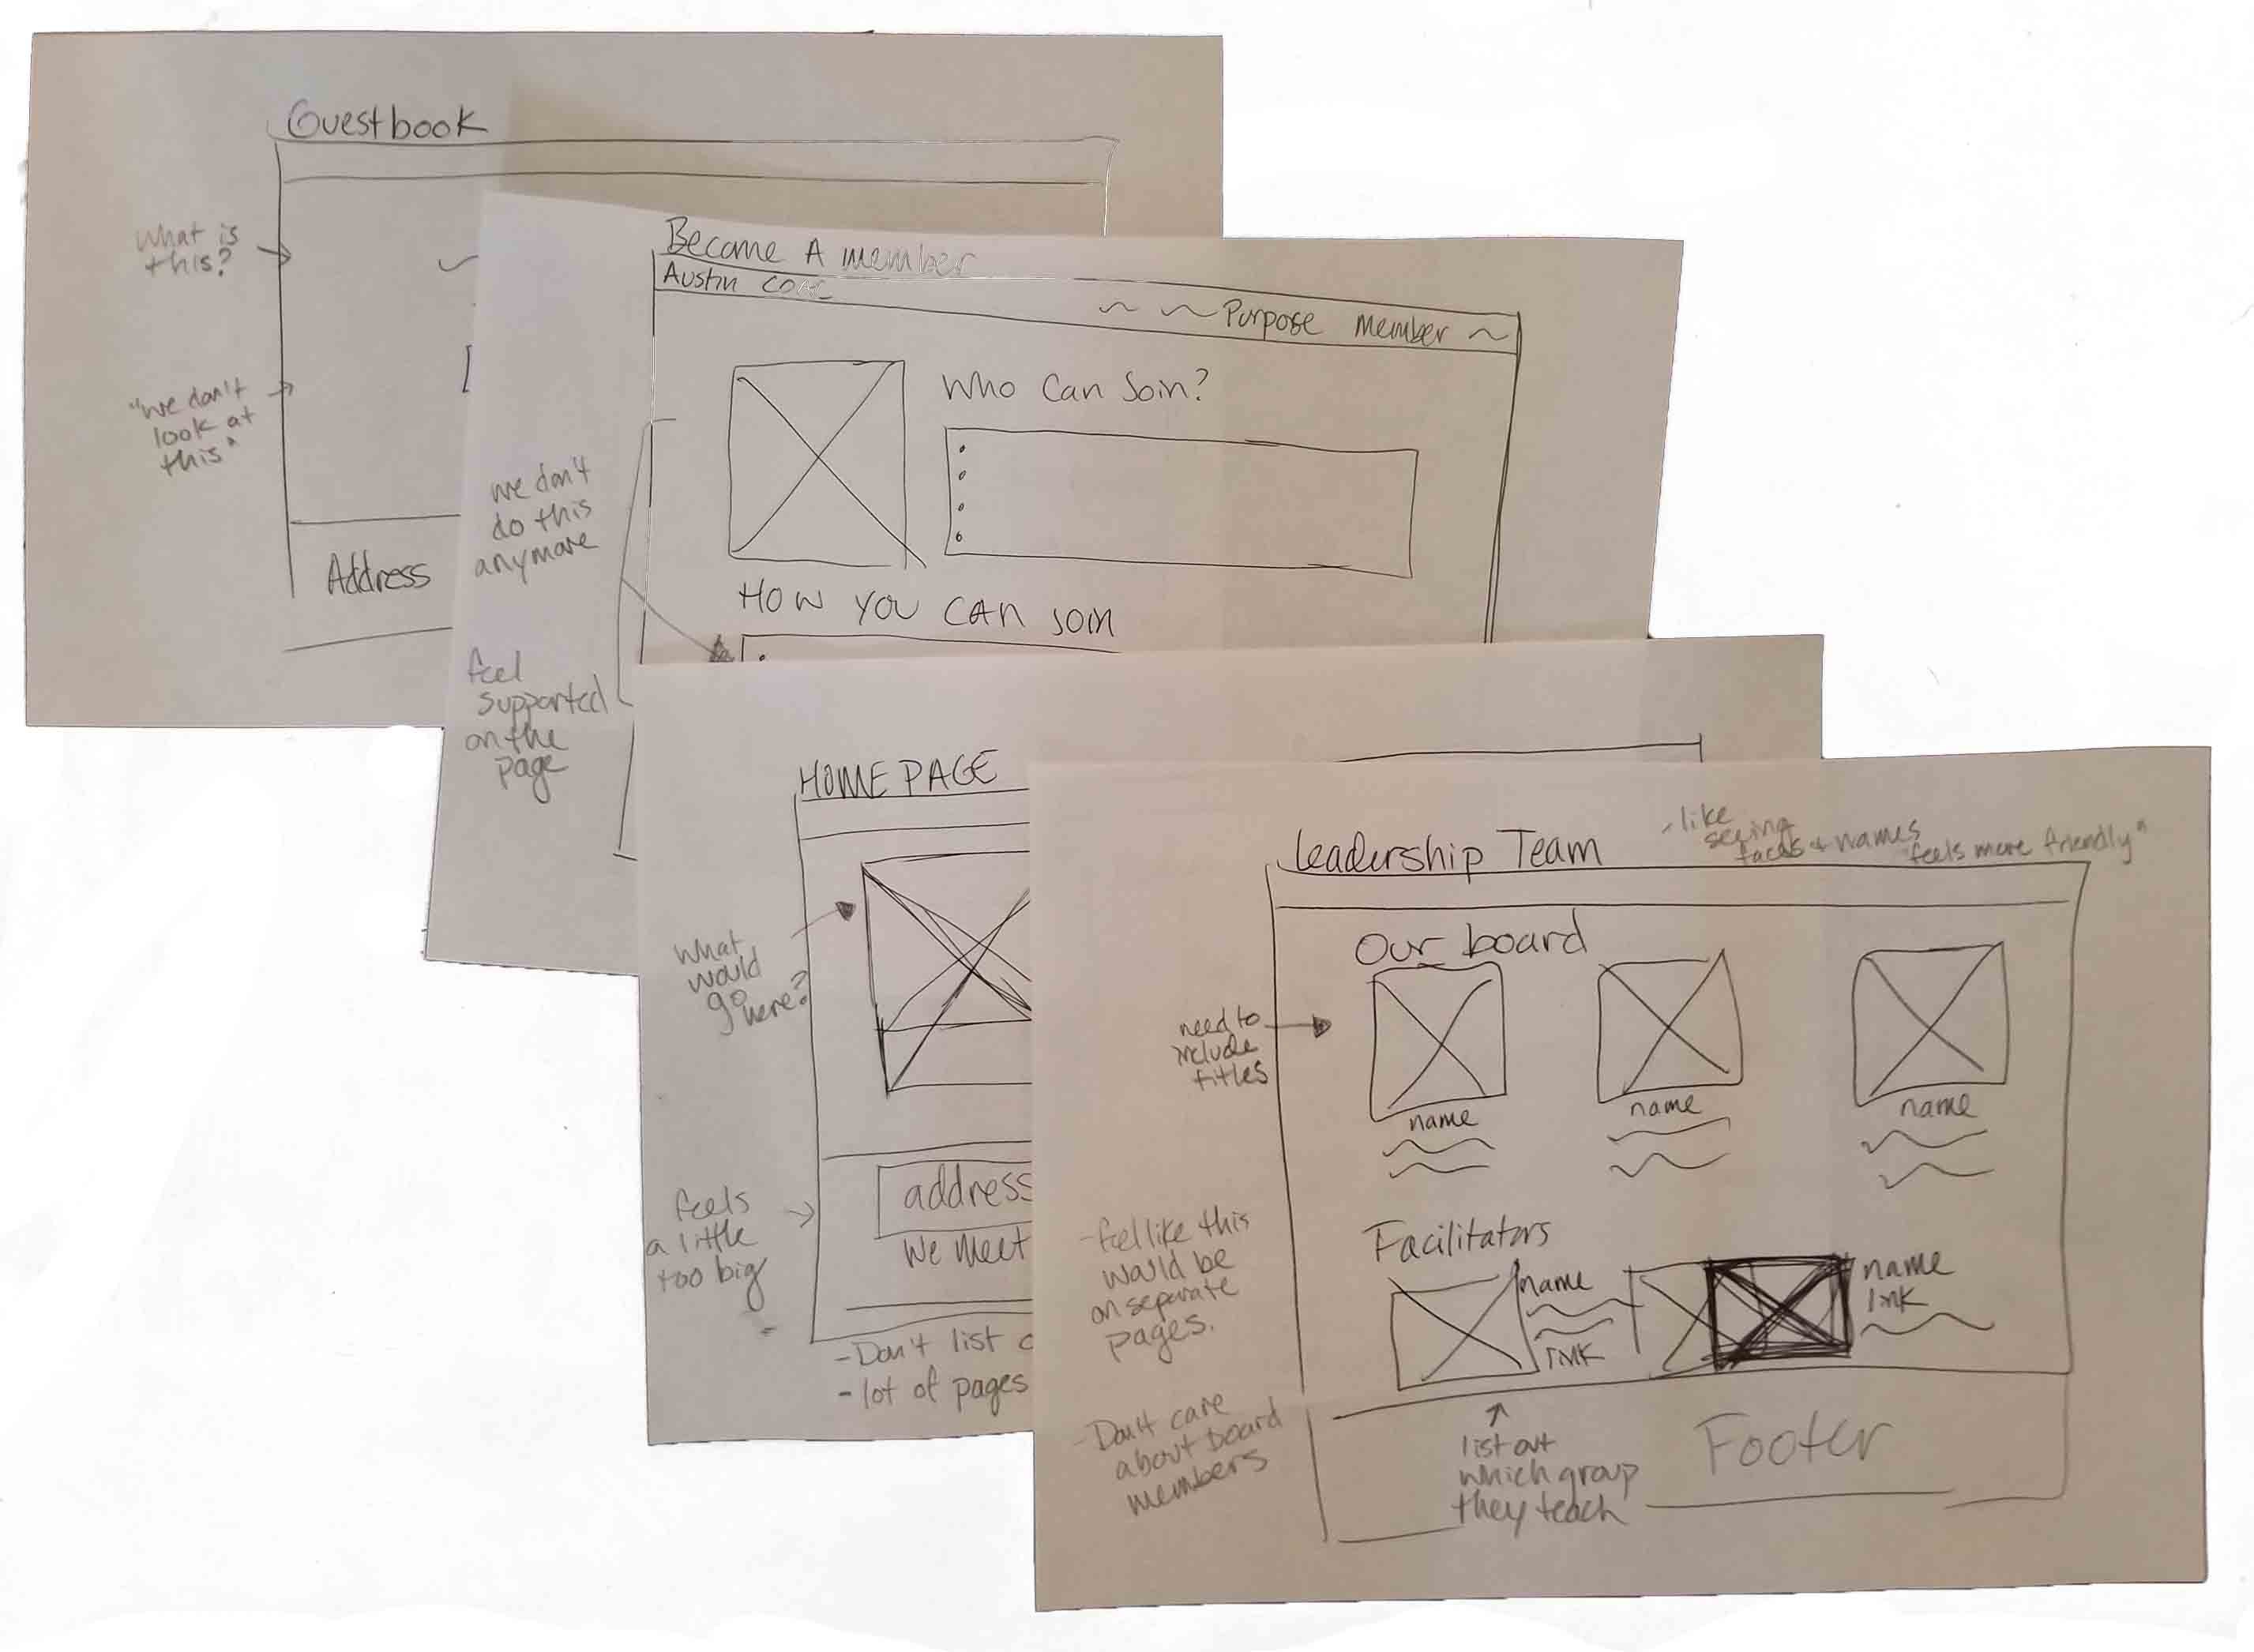 Guestbook
What is
this?
"we don't
look at
this"
Address
Become A member
Austin
Purpose member
Who Can Join?
we don't
do this
anymore
How you can join
feel
supported
on the
page
HOME PAGE
What
would
go
here?
feels
a little
too big
address
We meet
-Don't list
-lot of pages
Leadership Team
-like
seeing
faces + names
"feels more friendly"
Our board
need to
include
titles
name
name
name
-feel like this
would be
on separate
pages.
Facilitators
name
link
name
link
-Don't care
about board
members
list out
which group
they teach
Footer